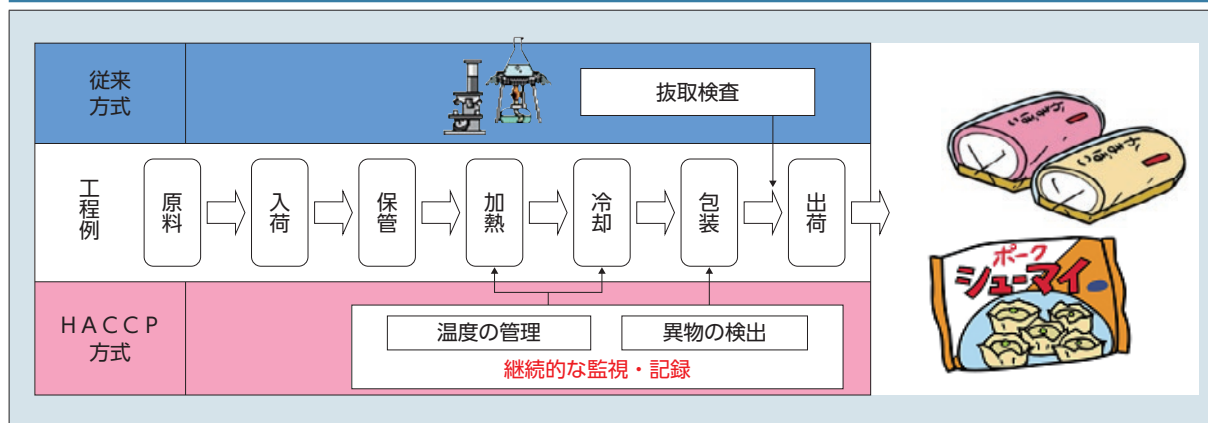 従来
方式
抜取検査
工程例
原料
入荷
保管
加熱
冷却
包装
出荷
HACCP
方式
温度の管理
異物の検出
継続的な監視・記録
ポーク
シューマイ